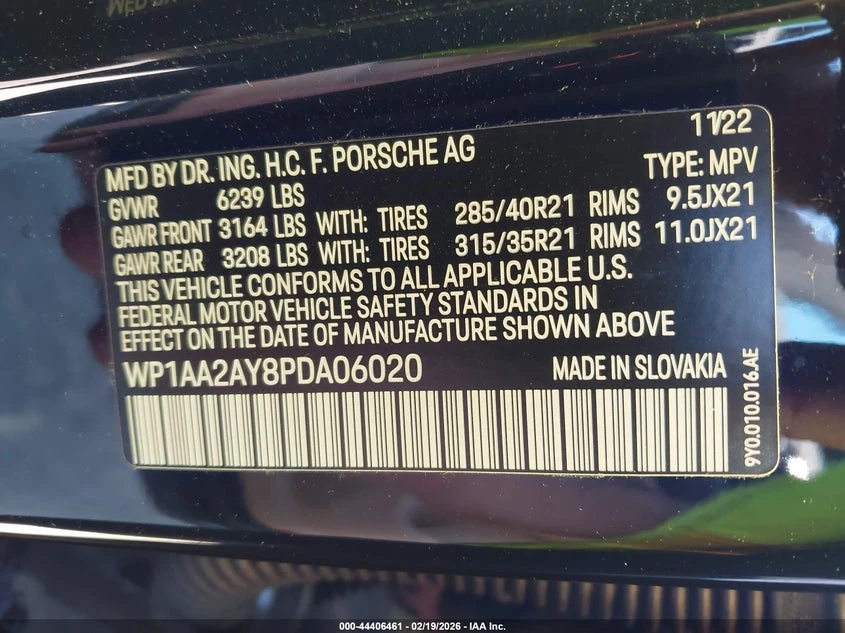 11/22
MFD BY DR. ING. H.C. F. PORSCHE AG
TYPE: MPV
GVWR 6239 LBS
GAWR FRONT 3164 LBS WITH: TIRES 285/40R21 RIMS 9.5JX21
GAWR REAR 3208 LBS WITH: TIRES 315/35R21 RIMS 11.0JX21
THIS VEHICLE CONFORMS TO ALL APPLICABLE U.S.
FEDERAL MOTOR VEHICLE SAFETY STANDARDS IN
EFFECT ON THE DATE OF MANUFACTURE SHOWN ABOVE
WP1AA2AY8PDA06020 MADE IN SLOVAKIA
9Y0.010.016.AE
000-44406461 - 02/19/2026 - IAA Inc.